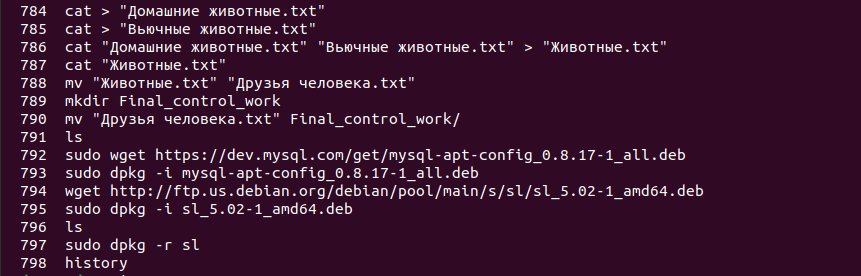 784 cat > "Домашние животные.txt"
785 cat > "Вьючные животные.txt"
786 cat "Домашние животные.txt" "Вьючные животные.txt" > "Животные.txt"
787 cat "Животные.txt"
788 mv "Животные.txt" "Друзья человека.txt"
789 mkdir Final_control_work
790 mv "Друзья человека.txt" Final_control_work/
791 ls
792 sudo wget https://dev.mysql.com/get/mysql-apt-config_0.8.17-1_all.deb
793 sudo dpkg -i mysql-apt-config_0.8.17-1_all.deb
794 wget http://ftp.us.debian.org/debian/pool/main/s/sl/sl_5.02-1_amd64.deb
795 sudo dpkg -i sl_5.02-1_amd64.deb
796 ls
797 sudo dpkg -r sl
798 history